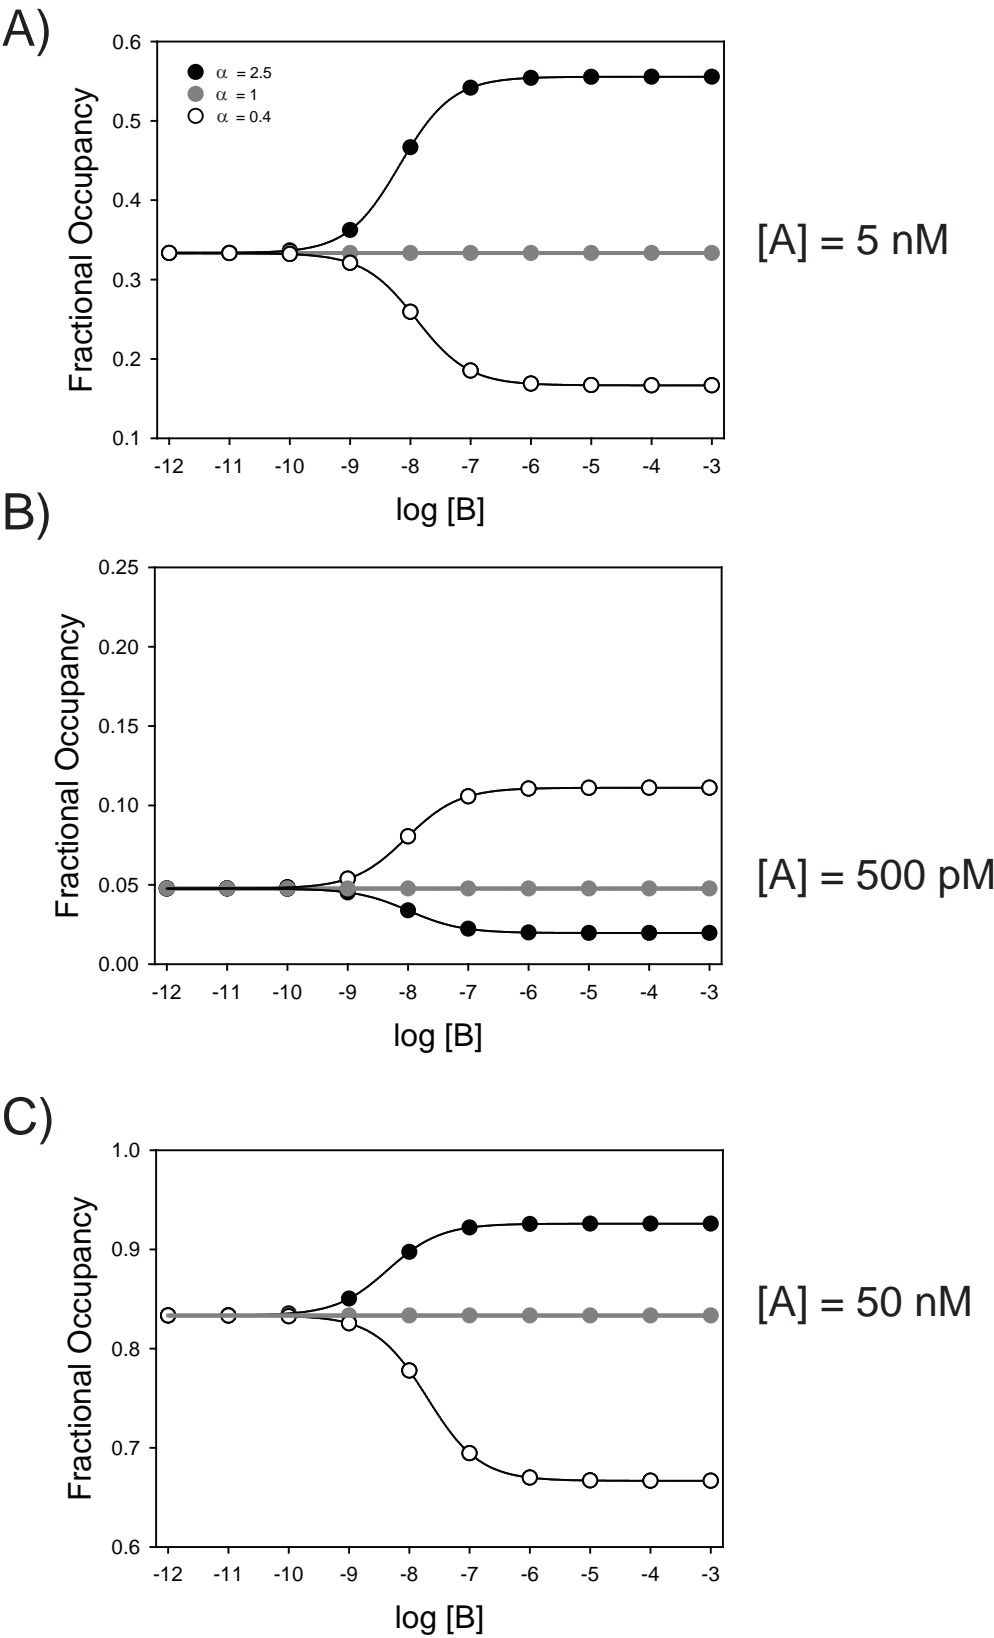 A)
0.6
0.5
0.4
0.3
0.2
0.1
Fractional Occupancy
α = 2.5
α = 1
α = 0.4
-12 -11 -10 -9 -8 -7 -6 -5 -4 -3
log [B]
[A] = 5 nM
B)
0.25
0.20
0.15
0.10
0.05
0.00
Fractional Occupancy
-12 -11 -10 -9 -8 -7 -6 -5 -4 -3
log [B]
[A] = 500 pM
C)
1.0
0.9
0.8
0.7
0.6
Fractional Occupancy
-12 -11 -10 -9 -8 -7 -6 -5 -4 -3
log [B]
[A] = 50 nM